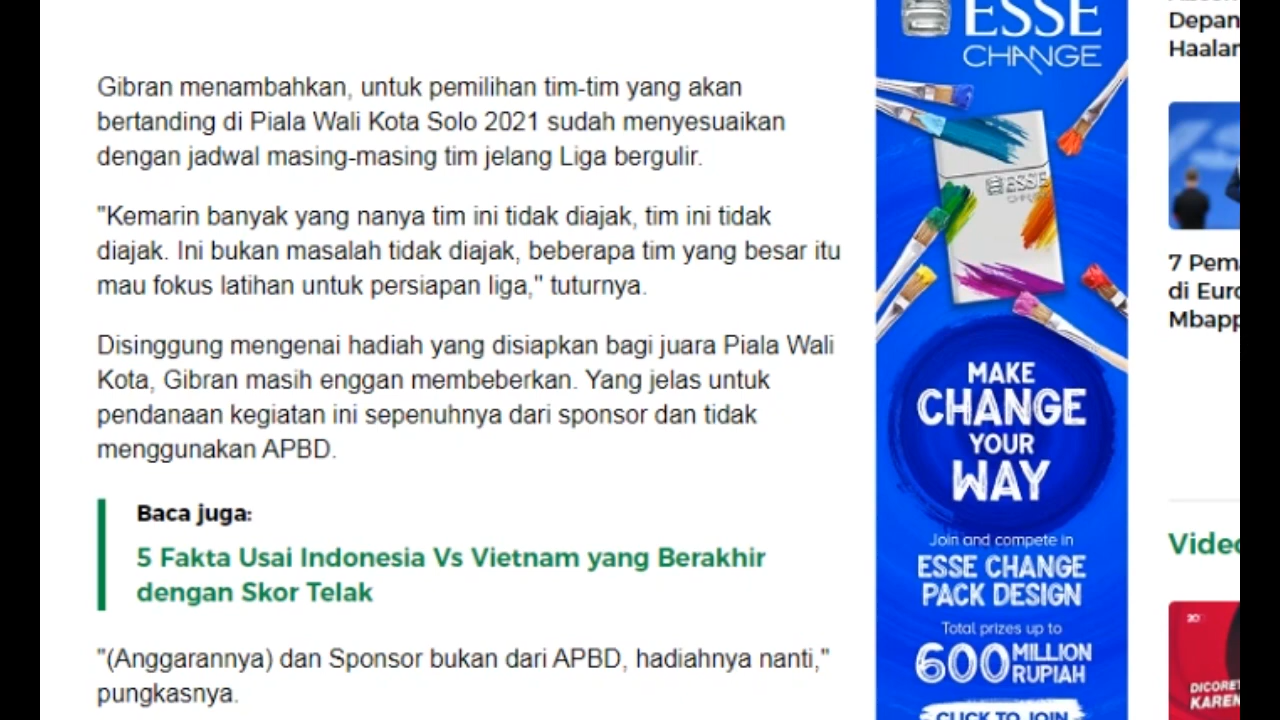 Gibran menambahkan, untuk pemilihan tim-tim yang akan
bertanding di Piala Wali Kota Solo 2021 sudah menyesuaikan
dengan jadwal masing-masing tim jelang Liga bergulir.
"Kemarin banyak yang nanya tim ini tidak diajak, tim ini tidak
diajak. Ini bukan masalah tidak diajak, beberapa tim yang besar itu
mau fokus latihan untuk persiapan liga," tuturnya.
Disinggung mengenai hadiah yang disiapkan bagi juara Piala Wali
Kota, Gibran masih enggan membeberkan. Yang jelas untuk
pendanaan kegiatan ini sepenuhnya dari sponsor dan tidak
menggunakan APBD.
Baca juga:
5 Fakta Usai Indonesia Vs Vietnam yang Berakhir
dengan Skor Telak
"(Anggarannya) dan Sponsor bukan dari APBD, hadiahnya nanti,"
pungkasnya.
ESSE
CHANGE
ESSE
MAKE
CHANGE
YOUR
WAY
Join and compete in
ESSE CHANGE
PACK DESIGN
Total prizes up to
600 MILLION
RUPIAH
CLICK TO JOIN
Depan
Haalan
7 Pem
di Euro
Mbapp
Video
DICORET
KAREN